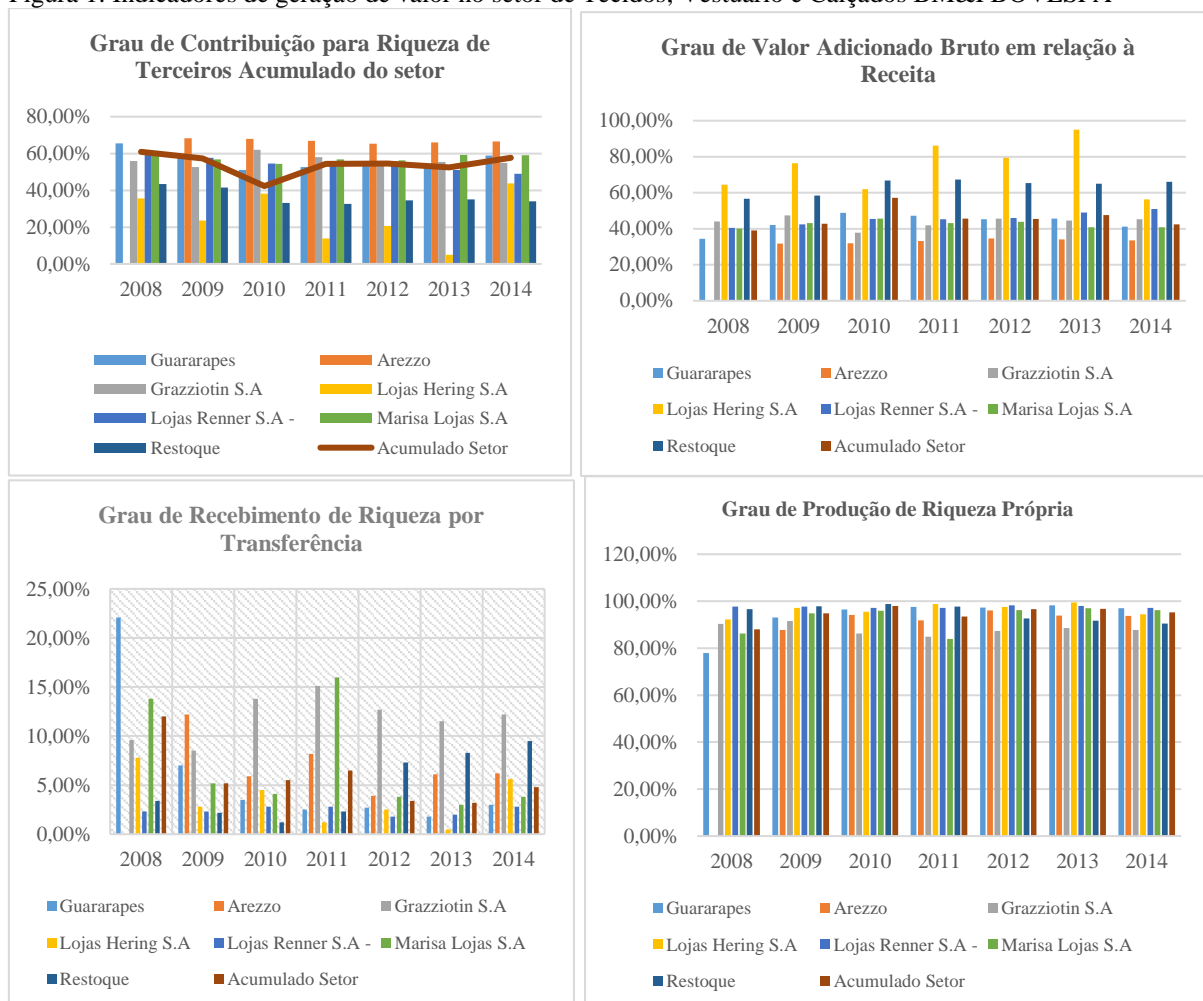 Figura 1. Indicadores de geração de valor no setor de Tecidos, Vestuário e Calçados BM&FBOVESPA
Grau de Contribuição para Riqueza de
Terceiros Acumulado do setor
80,00%
60,00%
40,00%
20,00%
0,00%
2008 2009 2010 2011 2012 2013 2014
Guararapes Arezzo
Grazziotin S.A Lojas Hering S.A
Lojas Renner S.A - Marisa Lojas S.A
Restoque Acumulado Setor
Grau de Valor Adicionado Bruto em relação à
Receita
100,00%
80,00%
60,00%
40,00%
20,00%
0,00%
2008 2009 2010 2011 2012 2013 2014
Guararapes Arezzo Grazziotin S.A
Lojas Hering S.A Lojas Renner S.A - Marisa Lojas S.A
Restoque Acumulado Setor
Grau de Recebimento de Riqueza por
Transferência
25,00%
20,00%
15,00%
10,00%
5,00%
0,00%
2008 2009 2010 2011 2012 2013 2014
Guararapes Arezzo Grazziotin S.A
Lojas Hering S.A Lojas Renner S.A - Marisa Lojas S.A
Restoque Acumulado Setor
Grau de Produção de Riqueza Própria
120,00%
100,00%
80,00%
60,00%
40,00%
20,00%
0,00%
2008 2009 2010 2011 2012 2013 2014
Guararapes Arezzo Grazziotin S.A
Lojas Hering S.A Lojas Renner S.A - Marisa Lojas S.A
Restoque Acumulado Setor